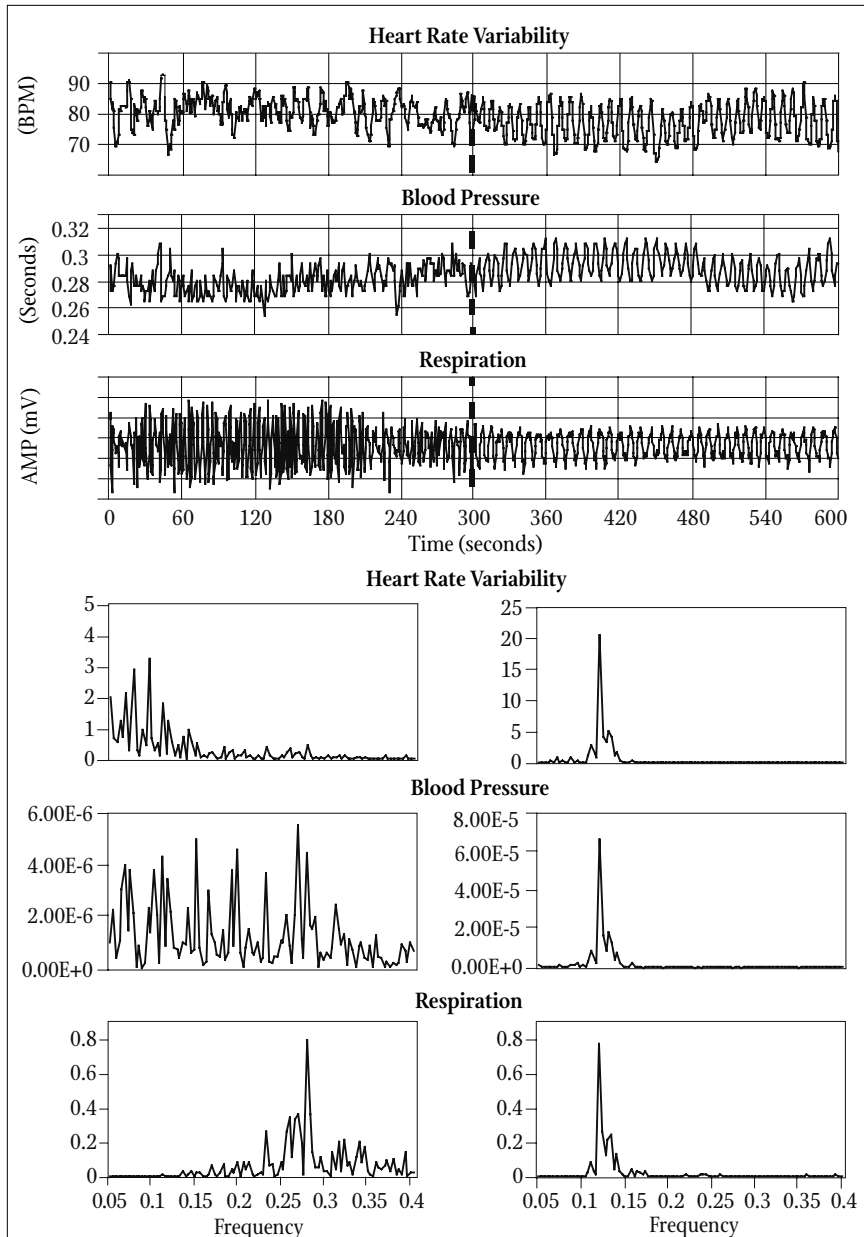 Heart Rate Variability
(BPM)
90
80
70
Blood Pressure
(Seconds)
0.32
0.3
0.28
0.26
0.24
Respiration
AMP (mV)
0 60 120 180 240 300 360 420 480 540 600
Time (seconds)
Heart Rate Variability
5
4
3
2
1
0
25
20
15
10
5
0
Blood Pressure
6.00E-6
4.00E-6
2.00E-6
0.00E+0
8.00E-5
6.00E-5
4.00E-5
2.00E-5
0.00E+0
Respiration
0.8
0.6
0.4
0.2
0
0.05 0.1 0.15 0.2 0.25 0.3 0.35 0.4
Frequency
0.8
0.6
0.4
0.2
0
0.05 0.1 0.15 0.2 0.25 0.3 0.35 0.4
Frequency